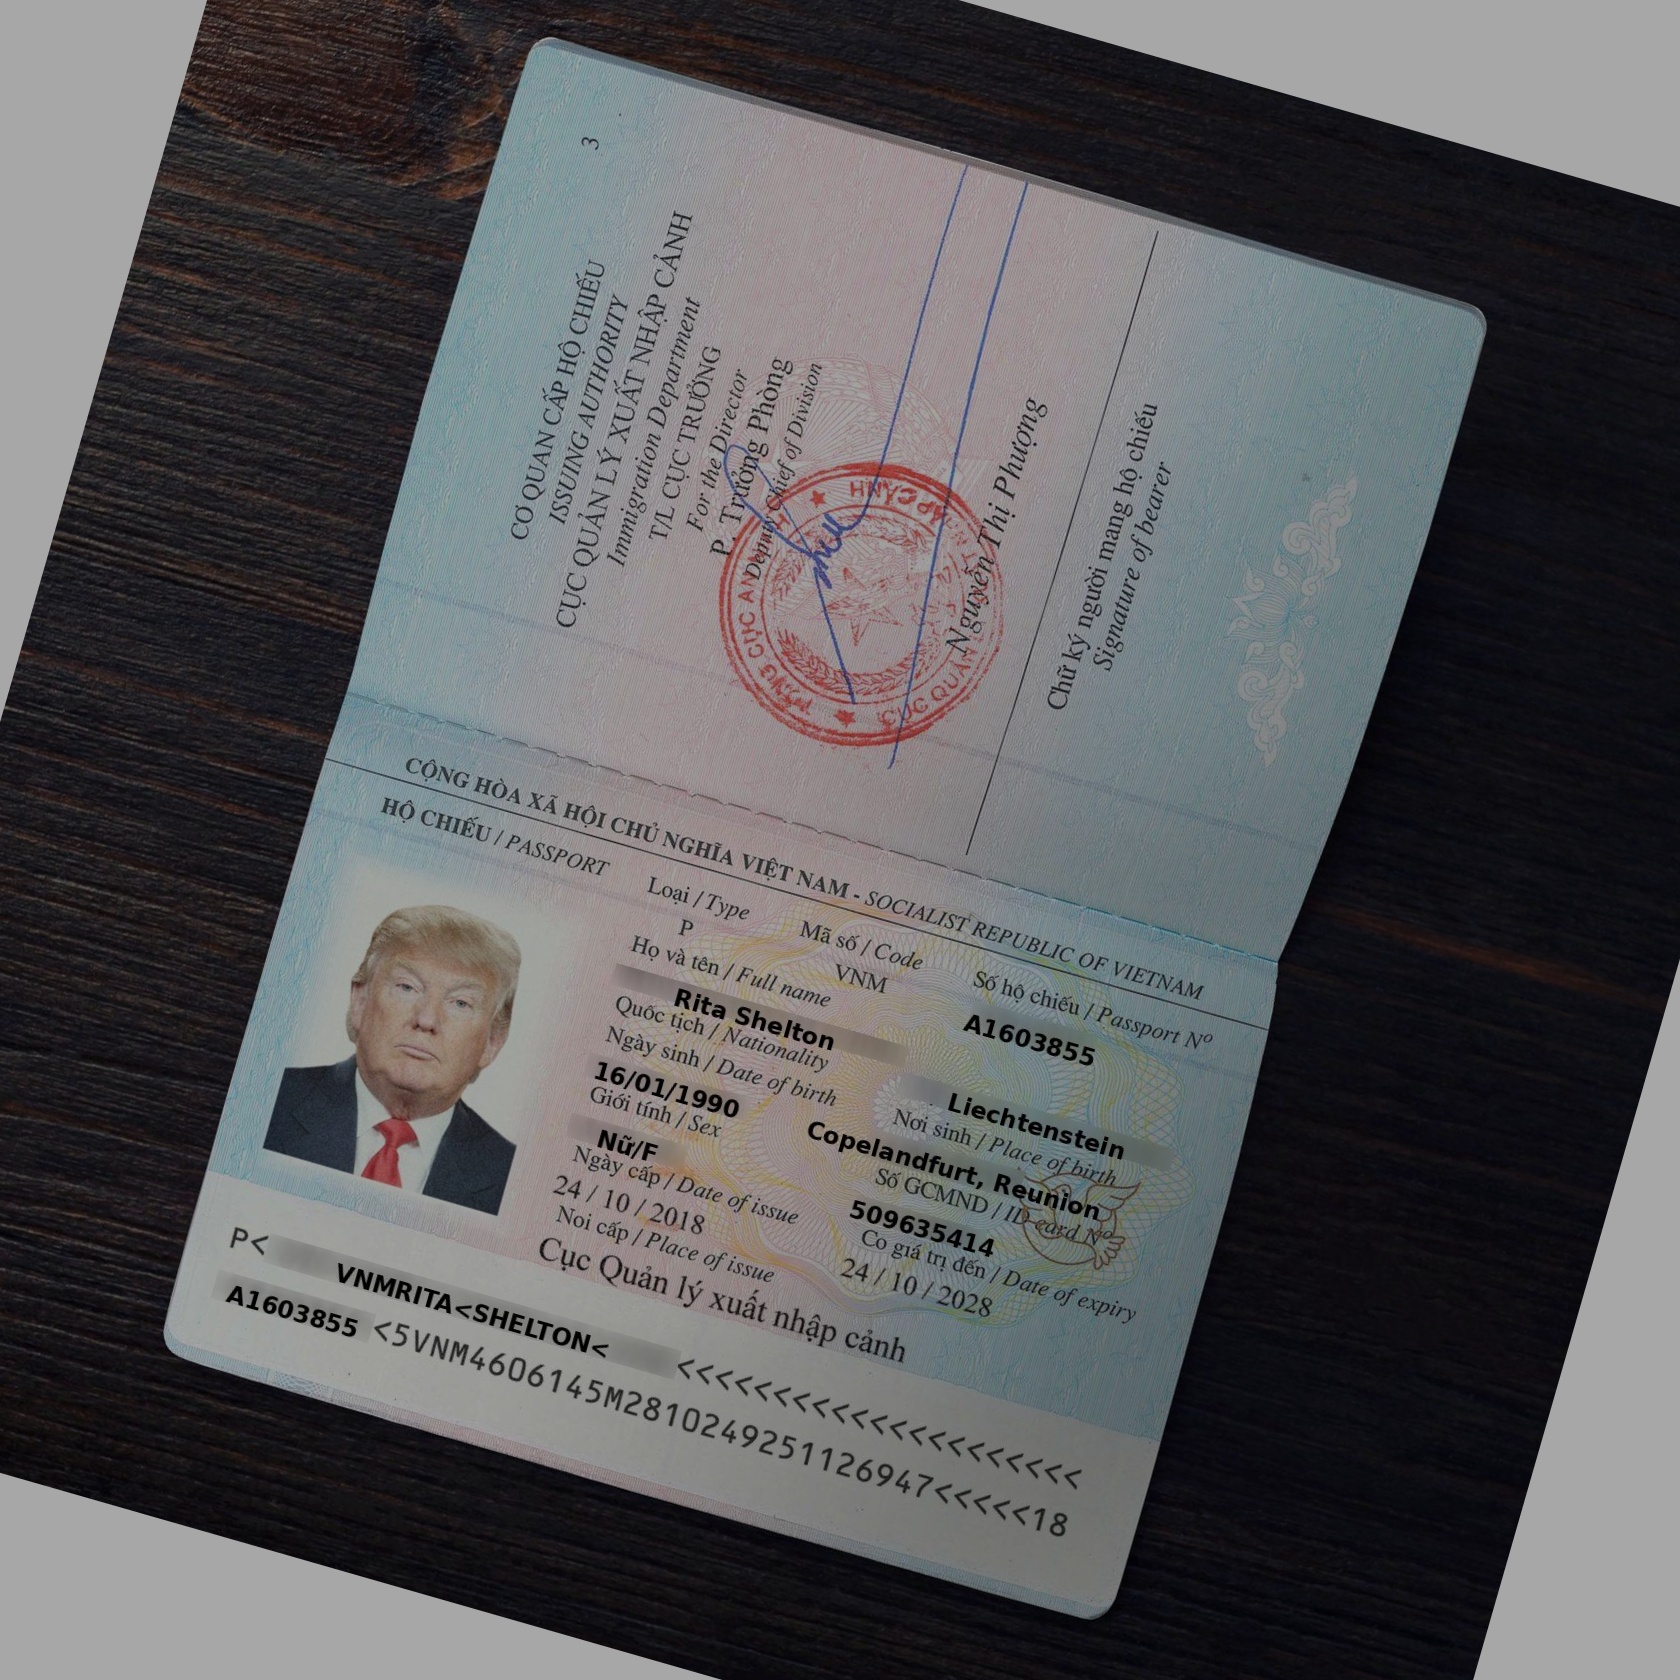 3
CƠ QUAN CẤP HỘ CHIẾU
ISSUING AUTHORITY
CỤC QUẢN LÝ XUẤT NHẬP CẢNH
Immigration Department
T/L CỤC TRƯỞNG
For the Director
P. Trưởng Phòng
Deputy Chief of Division
CỤC QUẢN
Nguyễn Thị Phượng
Chữ ký người mang hộ chiếu
Signature of bearer
CỘNG HÒA XÃ HỘI CHỦ NGHĨA VIỆT NAM - SOCIALIST REPUBLIC OF VIETNAM
HỘ CHIẾU / PASSPORT
Loại / Type
Mã số / Code
Số hộ chiếu / Passport Nº
P
VNM
A1603855
Họ và tên / Full name
Rita Shelton
Quốc tịch / Nationality
Liechtenstein
Ngày sinh / Date of birth
Nơi sinh / Place of birth
16/01/1990
Copelandfurt, Reunion
Giới tính / Sex
Số GCMND / ID card Nº
Nữ/F
509635414
Ngày cấp / Date of issue
Co giá trị đến / Date of expiry
24 / 10 / 2018
24 / 10 / 2028
Noi cấp / Place of issue
Cục Quản lý xuất nhập cảnh
P< VNMRITA<SHELTON< <<<<<<<<<<<<<<<<<<<<<
A1603855 <5VNM4606145M2810249251126947<<<<<18